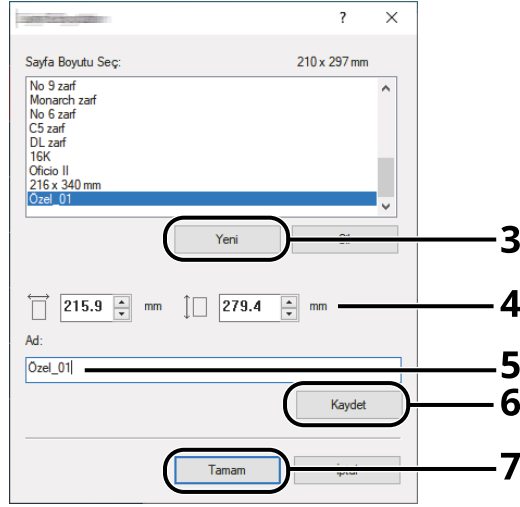 ?
Sayfa Boyutu Seç: 210 x 297 mm
No 9 zarf
Monarch zarf
No 6 zarf
C5 zarf
DL zarf
16K
Oficio II
216 x 340 mm
Özel_01
Yeni
3
215.9 mm 279.4 mm 4
Ad:
Özel_01 5
Kaydet 6
Tamam 7